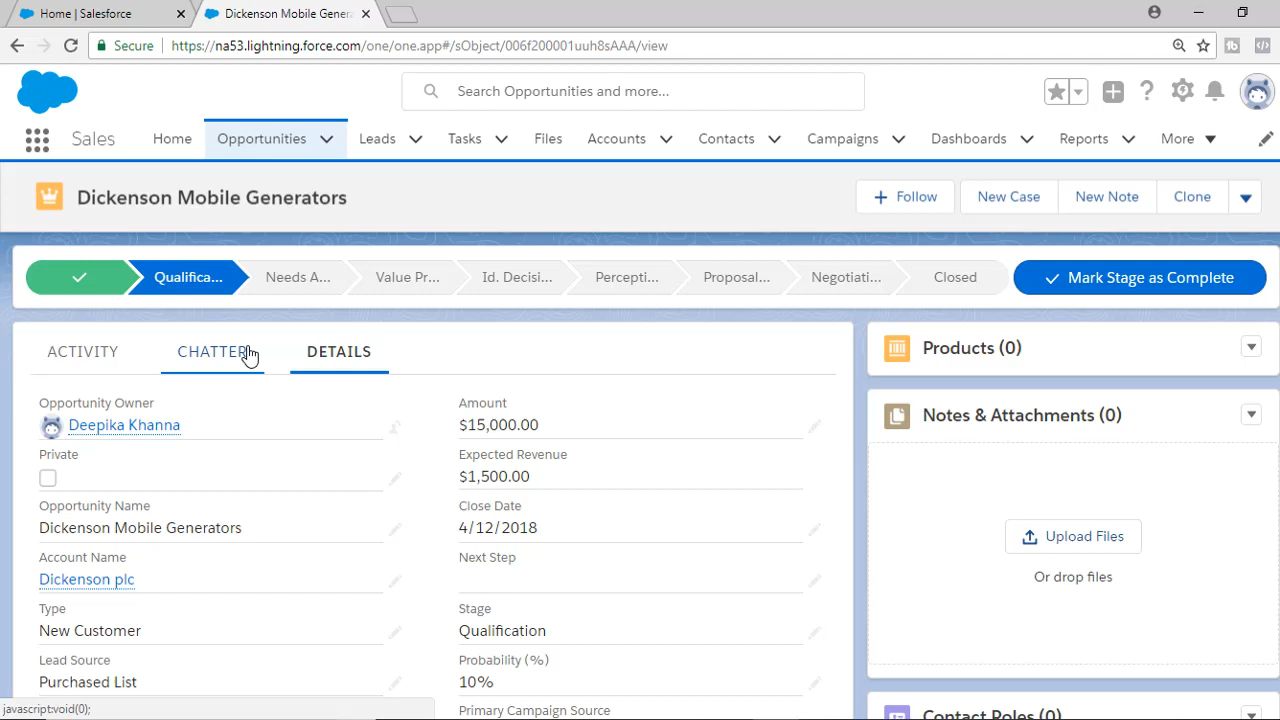 Home | Salesforce
Dickenson Mobile Genera
Secure https://na53.lightning.force.com/one/one.app#/sObject/006f200001uuh8sAAA/view
Search Opportunities and more...
Sales Home Opportunities Leads Tasks Files Accounts Contacts Campaigns Dashboards Reports More
Dickenson Mobile Generators
Follow New Case New Note Clone
Qualifica... Needs A... Value Pr... Id. Decisi... Percepti... Proposal... Negotiati... Closed Mark Stage as Complete
ACTIVITY CHATTER DETAILS
Opportunity Owner
Deepika Khanna
Private
Opportunity Name
Dickenson Mobile Generators
Account Name
Dickenson plc
Type
New Customer
Lead Source
Purchased List
Amount
$15,000.00
Expected Revenue
$1,500.00
Close Date
4/12/2018
Next Step
Stage
Qualification
Probability (%)
10%
Primary Campaign Source
Products (0)
Notes & Attachments (0)
Upload Files
Or drop files
Contact Roles (0)
javascript:void(0);